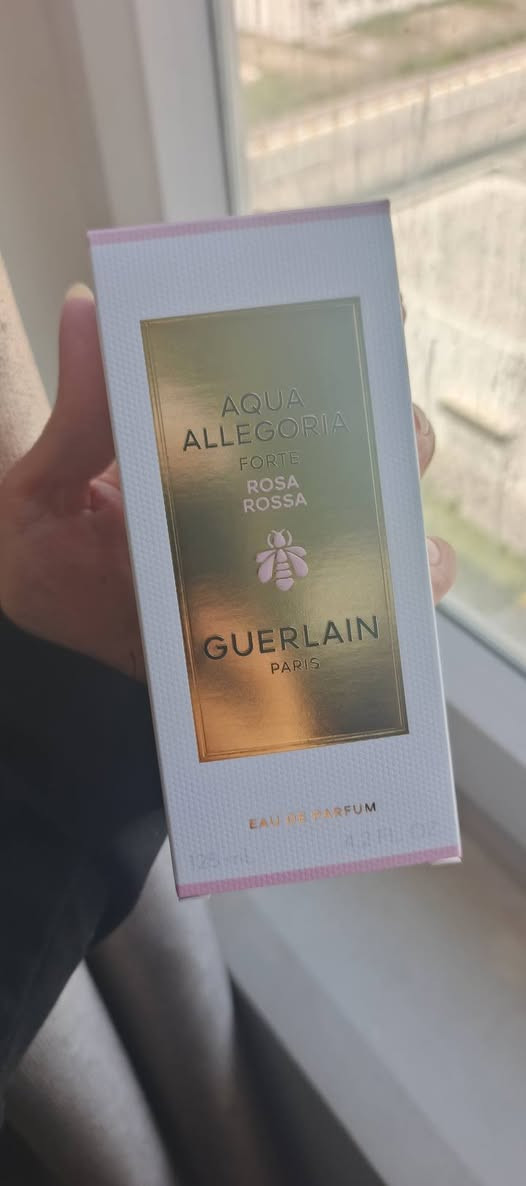 AQUA
ALLEGORIA
FORTE
ROSA
ROSSA
GUERLAIN
PARIS
EAU DE PARFUM
125 mL 4.2 FL. OZ